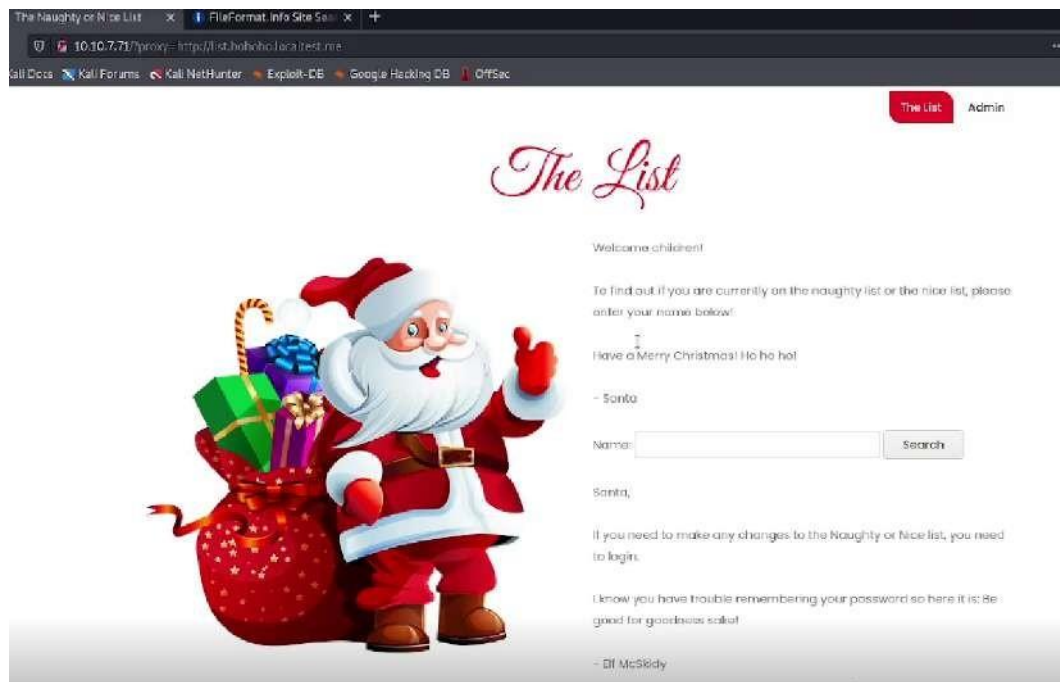 The Naughty or Nice List × FileFormat.Info Site Sea × +
10.10.7.71/?proxy=http://list.hohoho.localtest.me
Kali Docs Kali Forums Kali NetHunter Exploit-DB Google Hacking DB OffSec
The List Admin
The List
Welcome children!
To find out if you are currently on the naughty list or the nice list, please
enter your name below!
Have a Merry Christmas! Ho ho ho!
- Santa
Name: Search
Santa,
If you need to make any changes to the Naughty or Nice list, you need
to login.
I know you have trouble remembering your password so here it is: Be
good for goodness sake!
- Elf McSkidy